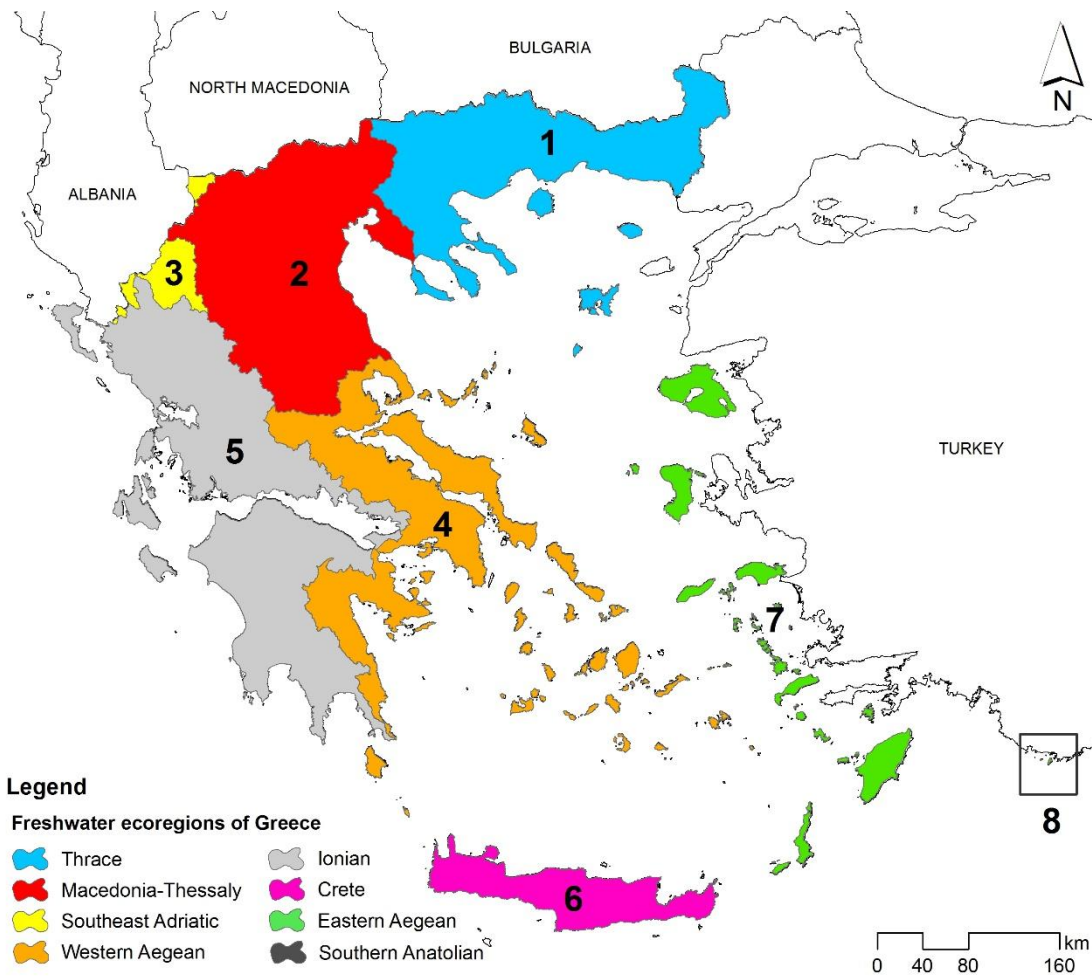 BULGARIA
NORTH MACEDONIA
N
1
ALBANIA
2
3
TURKEY
5
4
7
8
6
Legend
Freshwater ecoregions of Greece
Thrace
Macedonia-Thessaly
Southeast Adriatic
Western Aegean
Ionian
Crete
Eastern Aegean
Southern Anatolian
km
0 40 80 160